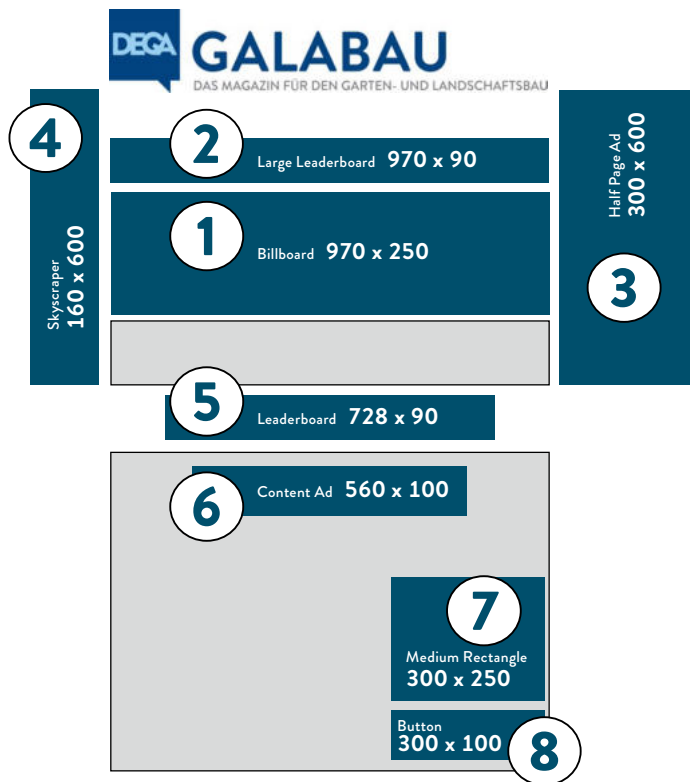 DEGA
GALABAU
DAS MAGAZIN FÜR DEN GARTEN- UND LANDSCHAFTSBAU
4
Skyscraper
160 x 600
2
Large Leaderboard 970 x 90
1
Billboard 970 x 250
Half Page Ad
300 x 600
3
5
Leaderboard 728 x 90
6
Content Ad 560 x 100
7
Medium Rectangle
300 x 250
Button
300 x 100
8